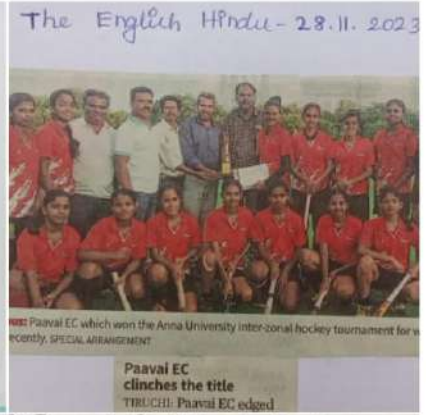 The English Hindu - 28.11.2023
Paavai EC which won the Anna University inter-zonal hockey tournament for
ecently. SPECIAL ARRANGEMENT
Paavai EC
clinches the title
TIRUCHI: Paavai EC edged